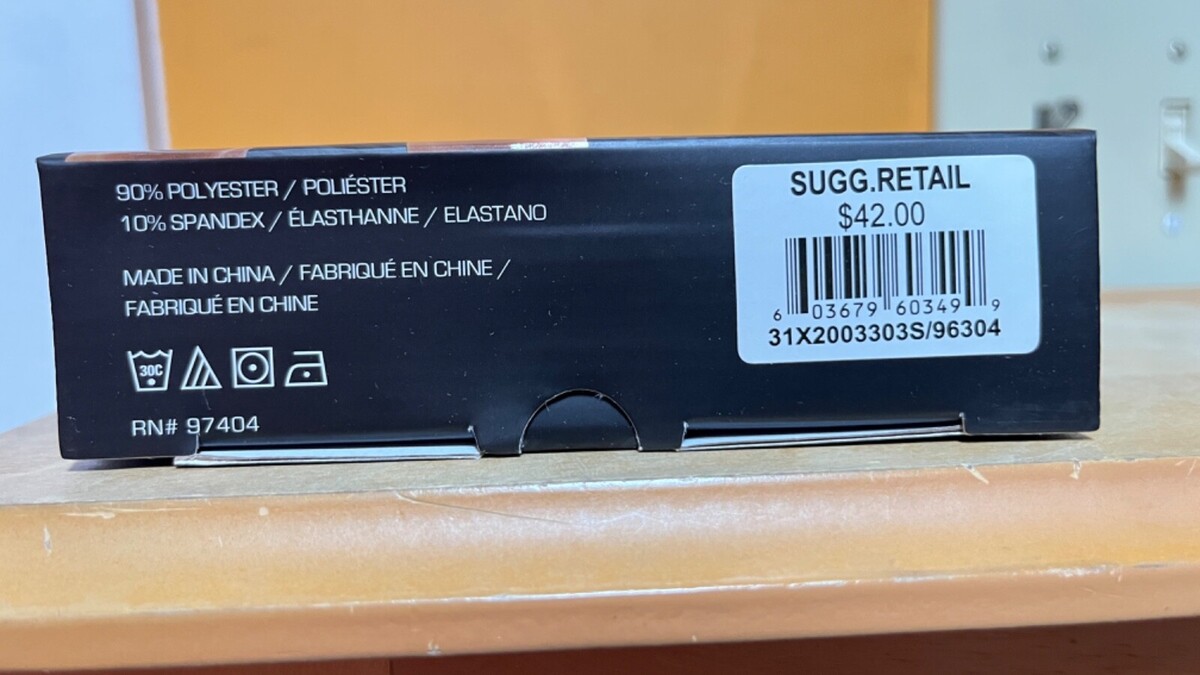 90% POLYESTER / POLIÉSTER
10% SPANDEX / ÉLASTHANNE / ELASTANO
MADE IN CHINA / FABRIQUÉ EN CHINE /
FABRIQUÉ EN CHINE
30C
RN# 97404
SUGG.RETAIL
$42.00
6 03679 60349 9
31X2003303S/96304